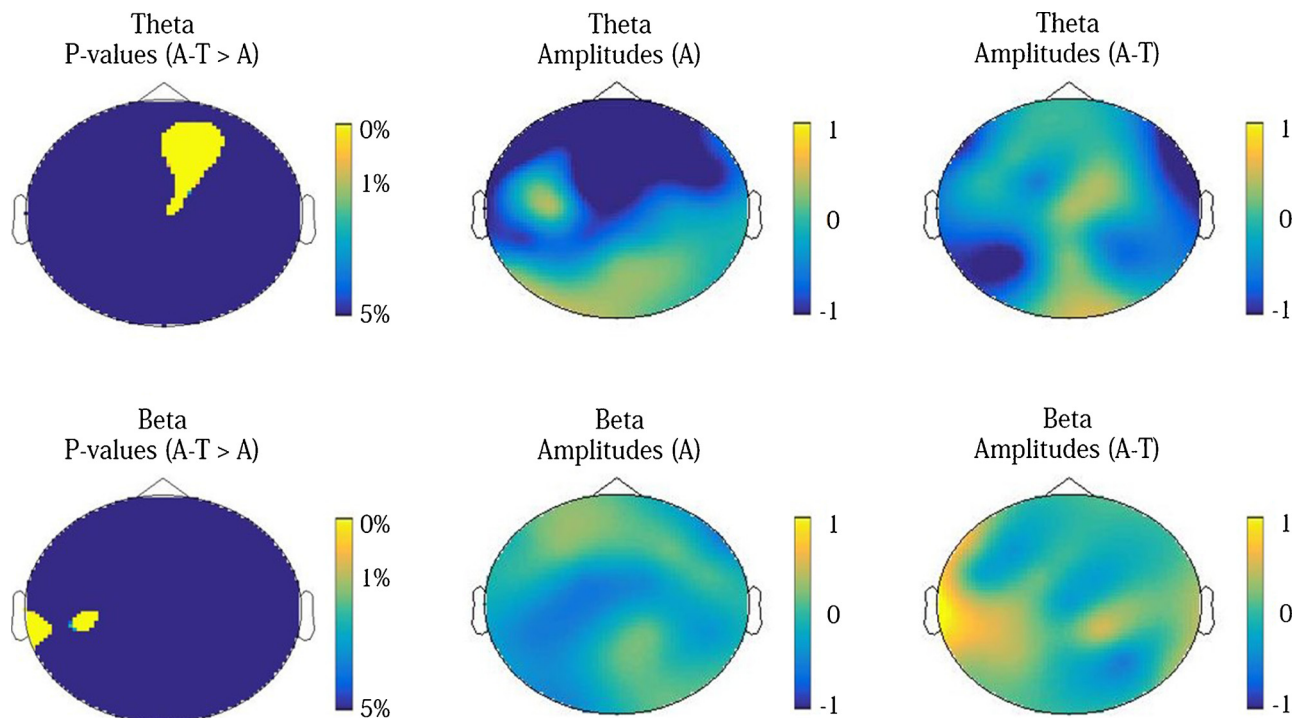 Theta
P-values (A-T > A)
Theta
Amplitudes (A)
Theta
Amplitudes (A-T)
0%
1%
5%
1
0
-1
1
0
-1
Beta
P-values (A-T > A)
Beta
Amplitudes (A)
Beta
Amplitudes (A-T)
0%
1%
5%
1
0
-1
1
0
-1